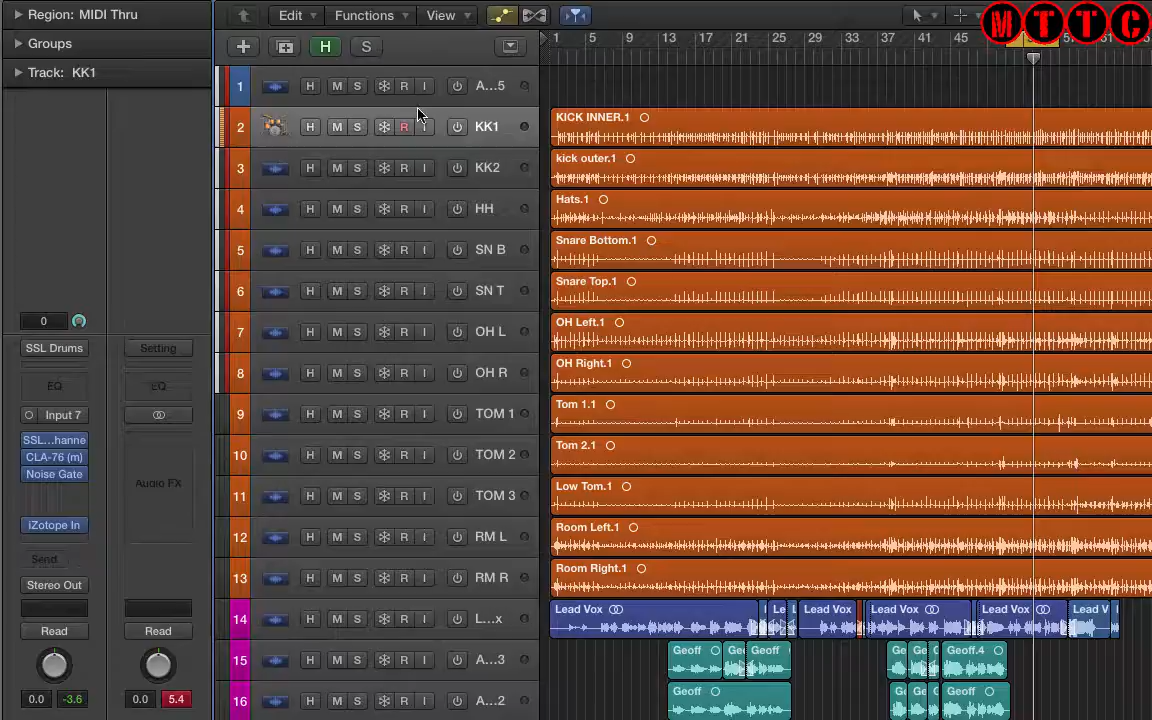 Region: MIDI Thru
Groups
Track: KK1
0
SSL Drums
Setting
EQ
EQ
Input 7
SSL...hanne
CLA-76 (m)
Noise Gate
Audio FX
iZotope In
Send
Stereo Out
Read
Read
0.0 -3.6
0.0 5.4
Edit Functions View
H S
1 5 9 13 17 21 25 29 33 37 41 45
MTTC
1 H M S R I A...5
2 H M S R I KK1
KICK INNER.1
3 H M S R I KK2
kick outer.1
4 H M S R I HH
Hats.1
5 H M S R I SN B
Snare Bottom.1
6 H M S R I SN T
Snare Top.1
7 H M S R I OH L
OH Left.1
8 H M S R I OH R
OH Right.1
9 H M S R I TOM 1
Tom 1.1
10 H M S R I TOM 2
Tom 2.1
11 H M S R I TOM 3
Low Tom.1
12 H M S R I RM L
Room Left.1
13 H M S R I RM R
Room Right.1
14 H M S R I L...x
Lead Vox Le L Lead Vox Lead Vox Lead Vox Lead V
15 H M S R I A...3
Geoff Geo Geoff Ge Ge Geoff.4
16 H M S R I A...2
Geoff Ge Ge Geoff